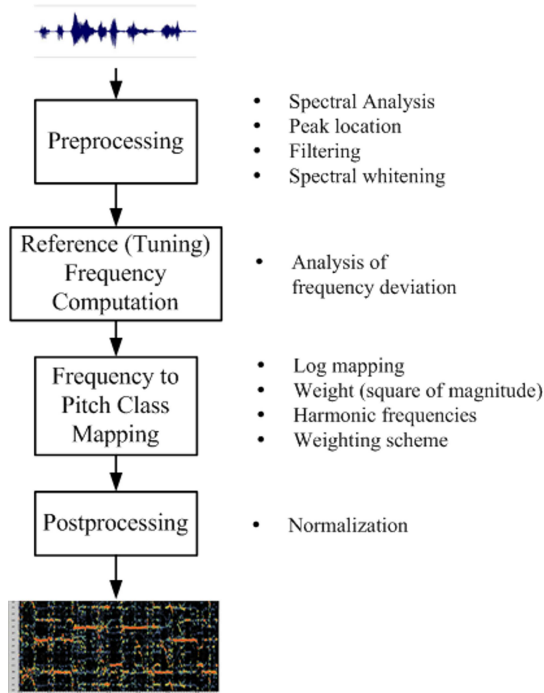 Preprocessing
• Spectral Analysis
• Peak location
• Filtering
• Spectral whitening
Reference (Tuning)
Frequency
Computation
• Analysis of
frequency deviation
Frequency to
Pitch Class
Mapping
• Log mapping
• Weight (square of magnitude)
• Harmonic frequencies
• Weighting scheme
Postprocessing
• Normalization